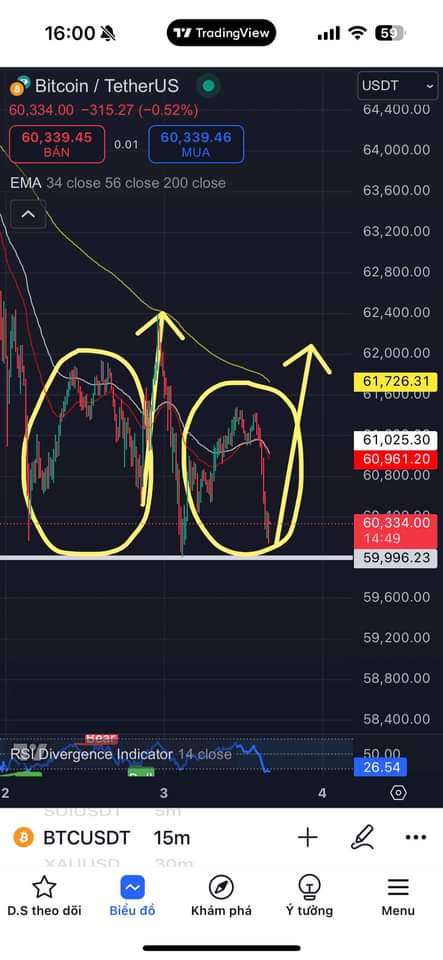 16:00
TradingView
59
Bitcoin / TetherUS
USDT
60,334.00 −315.27 (−0.52%)
64,400.00
60,339.45
BÁN
0.01
60,339.46
MUA
64,000.00
EMA 34 close 56 close 200 close
63,600.00
63,200.00
62,800.00
62,400.00
62,000.00
61,726.31
61,600.00
61,025.30
60,961.20
60,800.00
60,334.00
14:49
59,996.23
59,600.00
59,200.00
58,800.00
58,400.00
Bear
RSI Divergence Indicator 14 close
50.00
26.54
Bull
2
3
4
SUIUSDT 5m
BTCUSDT 15m
XAUUSD 30m
D.S theo dõi
Biểu đồ
Khám phá
Ý tưởng
Menu